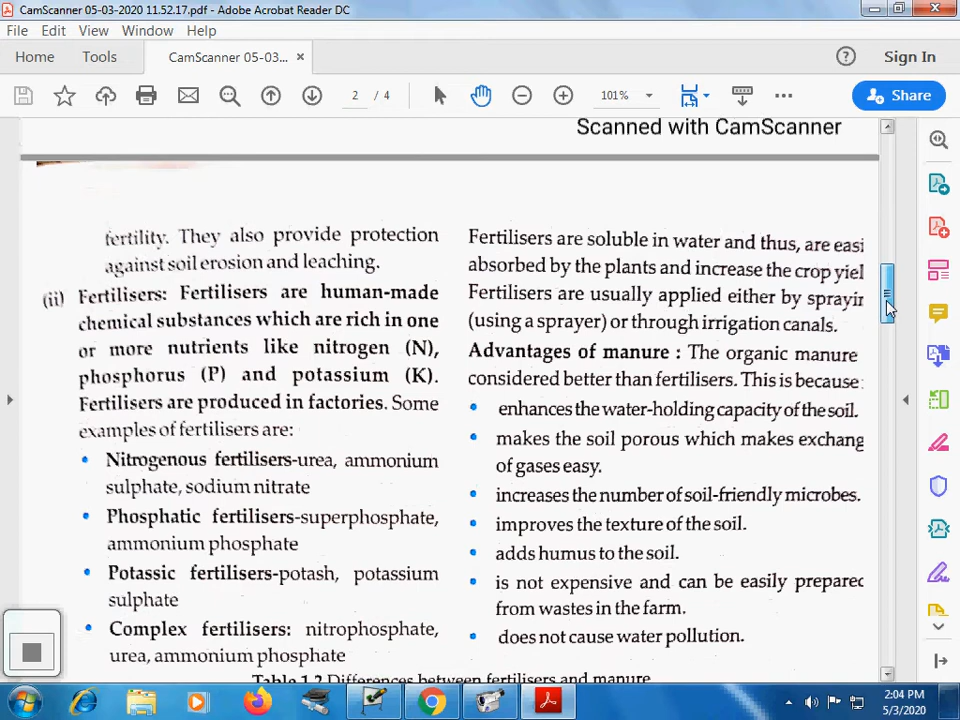 CamScanner 05-03-2020 11.52.17.pdf - Adobe Acrobat Reader DC
File Edit View Window Help
Home Tools CamScanner 05-03... × Sign In
2 / 4 101% Share
Scanned with CamScanner
fertility. They also provide protection
against soil erosion and leaching.
(ii) Fertilisers: Fertilisers are human-made
chemical substances which are rich in one
or more nutrients like nitrogen (N),
phosphorus (P) and potassium (K).
Fertilisers are produced in factories. Some
examples of fertilisers are:
• Nitrogenous fertilisers-urea, ammonium
sulphate, sodium nitrate
• Phosphatic fertilisers-superphosphate,
ammonium phosphate
• Potassic fertilisers-potash, potassium
sulphate
• Complex fertilisers: nitrophosphate,
urea, ammonium phosphate
Fertilisers are soluble in water and thus, are easi
absorbed by the plants and increase the crop yiel
Fertilisers are usually applied either by sprayin
(using a sprayer) or through irrigation canals.
Advantages of manure : The organic manure
considered better than fertilisers. This is because:
• enhances the water-holding capacity of the soil.
• makes the soil porous which makes exchang
of gases easy.
• increases the number of soil-friendly microbes.
• improves the texture of the soil.
• adds humus to the soil.
• is not expensive and can be easily prepared
from wastes in the farm.
• does not cause water pollution.
Table 1.2 Differences between fertilisers and manure
2:04 PM
5/3/2020